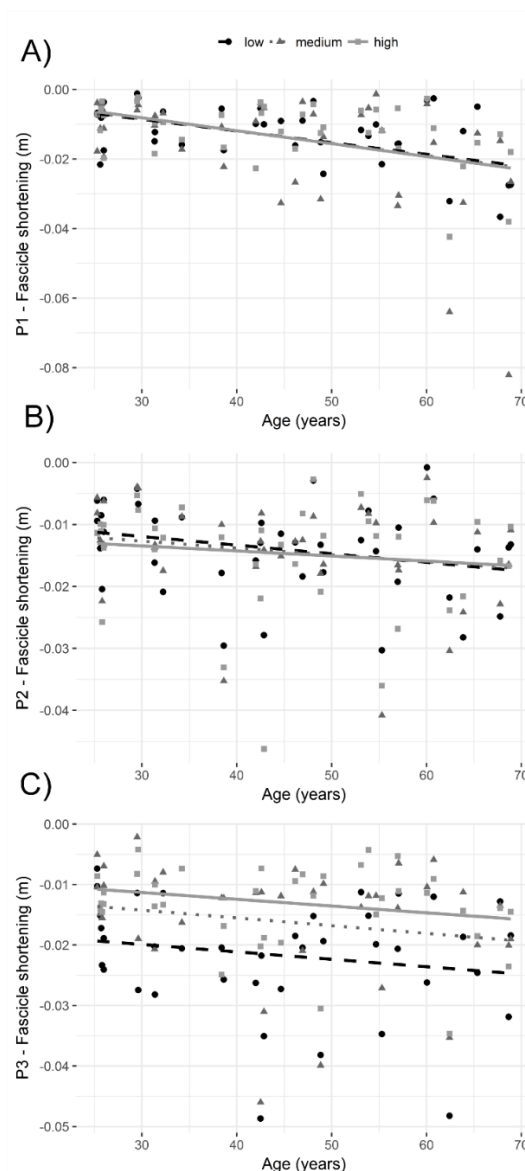 low medium high
A)
0.00
-0.02
-0.04
-0.06
-0.08
P1 - Fascicle shortening (m)
30 40 50 60 70
Age (years)
B)
0.00
-0.01
-0.02
-0.03
-0.04
P2 - Fascicle shortening (m)
30 40 50 60 70
Age (years)
C)
0.00
-0.01
-0.02
-0.03
-0.04
-0.05
P3 - Fascicle shortening (m)
30 40 50 60 70
Age (years)